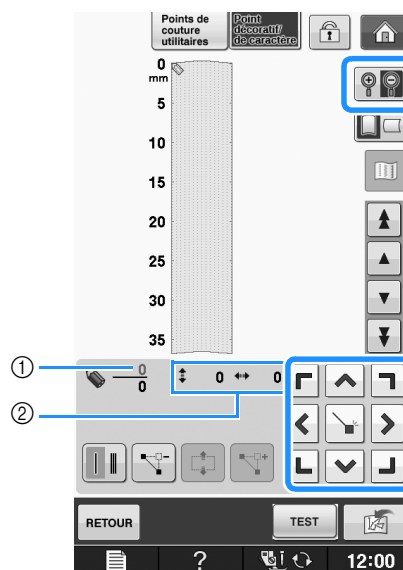 Points de
couture
utilitaires
Point
décoratif/
de caractère
0
mm
5
10
15
20
25
30
35
① 0
0
0 0
②
RETOUR
TEST
?
12:00